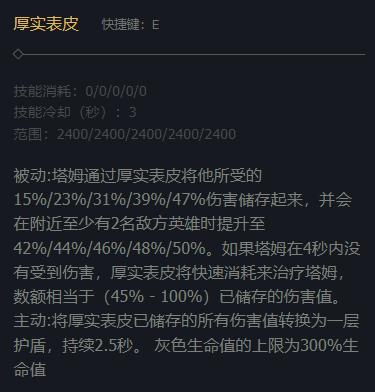 厚实表皮 快捷键：E
技能消耗：0/0/0/0/0
技能冷却（秒）：3
范围：2400/2400/2400/2400/2400
被动:塔姆通过厚实表皮将他所受的
15%/23%/31%/39%/47%伤害储存起来，并会
在附近至少有2名敌方英雄时提升至
42%/44%/46%/48%/50%。如果塔姆在4秒内没
有受到伤害，厚实表皮将快速消耗来治疗塔姆，
数额相当于（45% - 100%）已储存的伤害值。
主动:将厚实表皮已储存的所有伤害值转换为一层
护盾，持续2.5秒。 灰色生命值的上限为300%生
命值